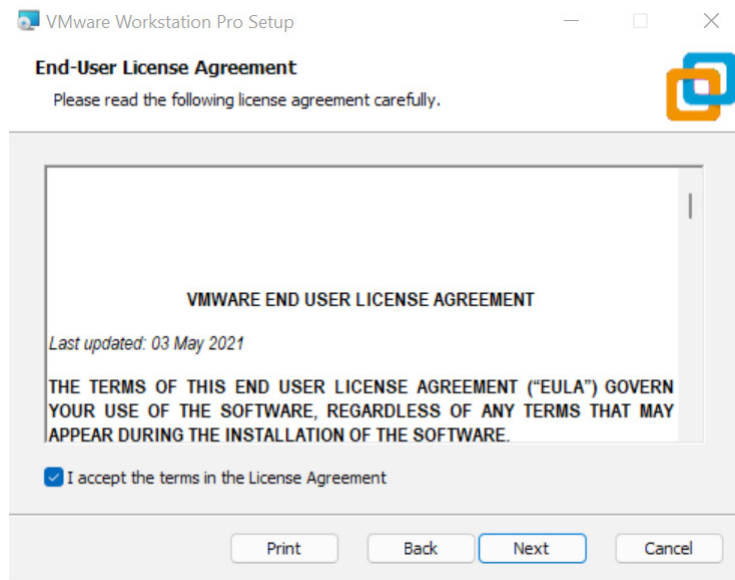 VMware Workstation Pro Setup
End-User License Agreement
Please read the following license agreement carefully.
VMWARE END USER LICENSE AGREEMENT
Last updated: 03 May 2021
THE TERMS OF THIS END USER LICENSE AGREEMENT (“EULA”) GOVERN
YOUR USE OF THE SOFTWARE, REGARDLESS OF ANY TERMS THAT MAY
APPEAR DURING THE INSTALLATION OF THE SOFTWARE.
I accept the terms in the License Agreement
Print Back Next Cancel